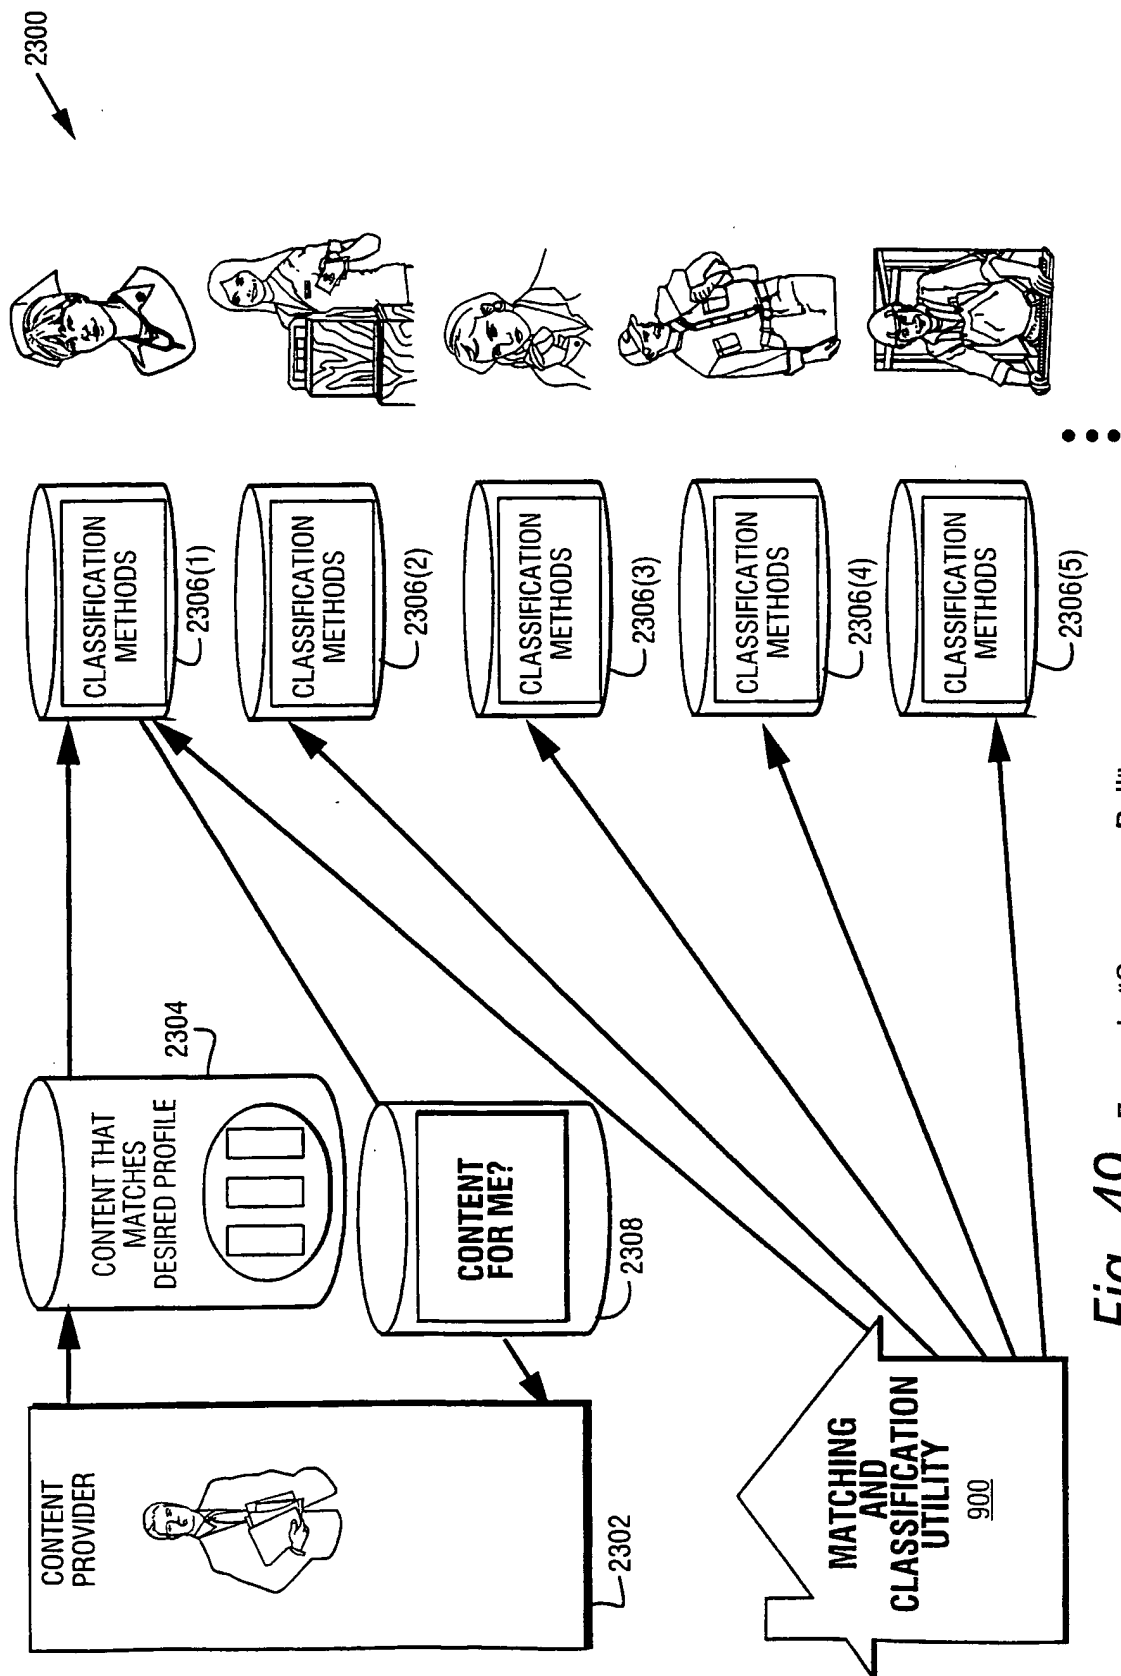 2300
CONTENT
PROVIDER
2302
CONTENT THAT
MATCHES
DESIRED PROFILE
2304
CONTENT
FOR ME?
2308
MATCHING
AND
CLASSIFICATION
UTILITY
900
CLASSIFICATION
METHODS
2306(1)
CLASSIFICATION
METHODS
2306(2)
CLASSIFICATION
METHODS
2306(3)
CLASSIFICATION
METHODS
2306(4)
CLASSIFICATION
METHODS
2306(5)
Fig. 49